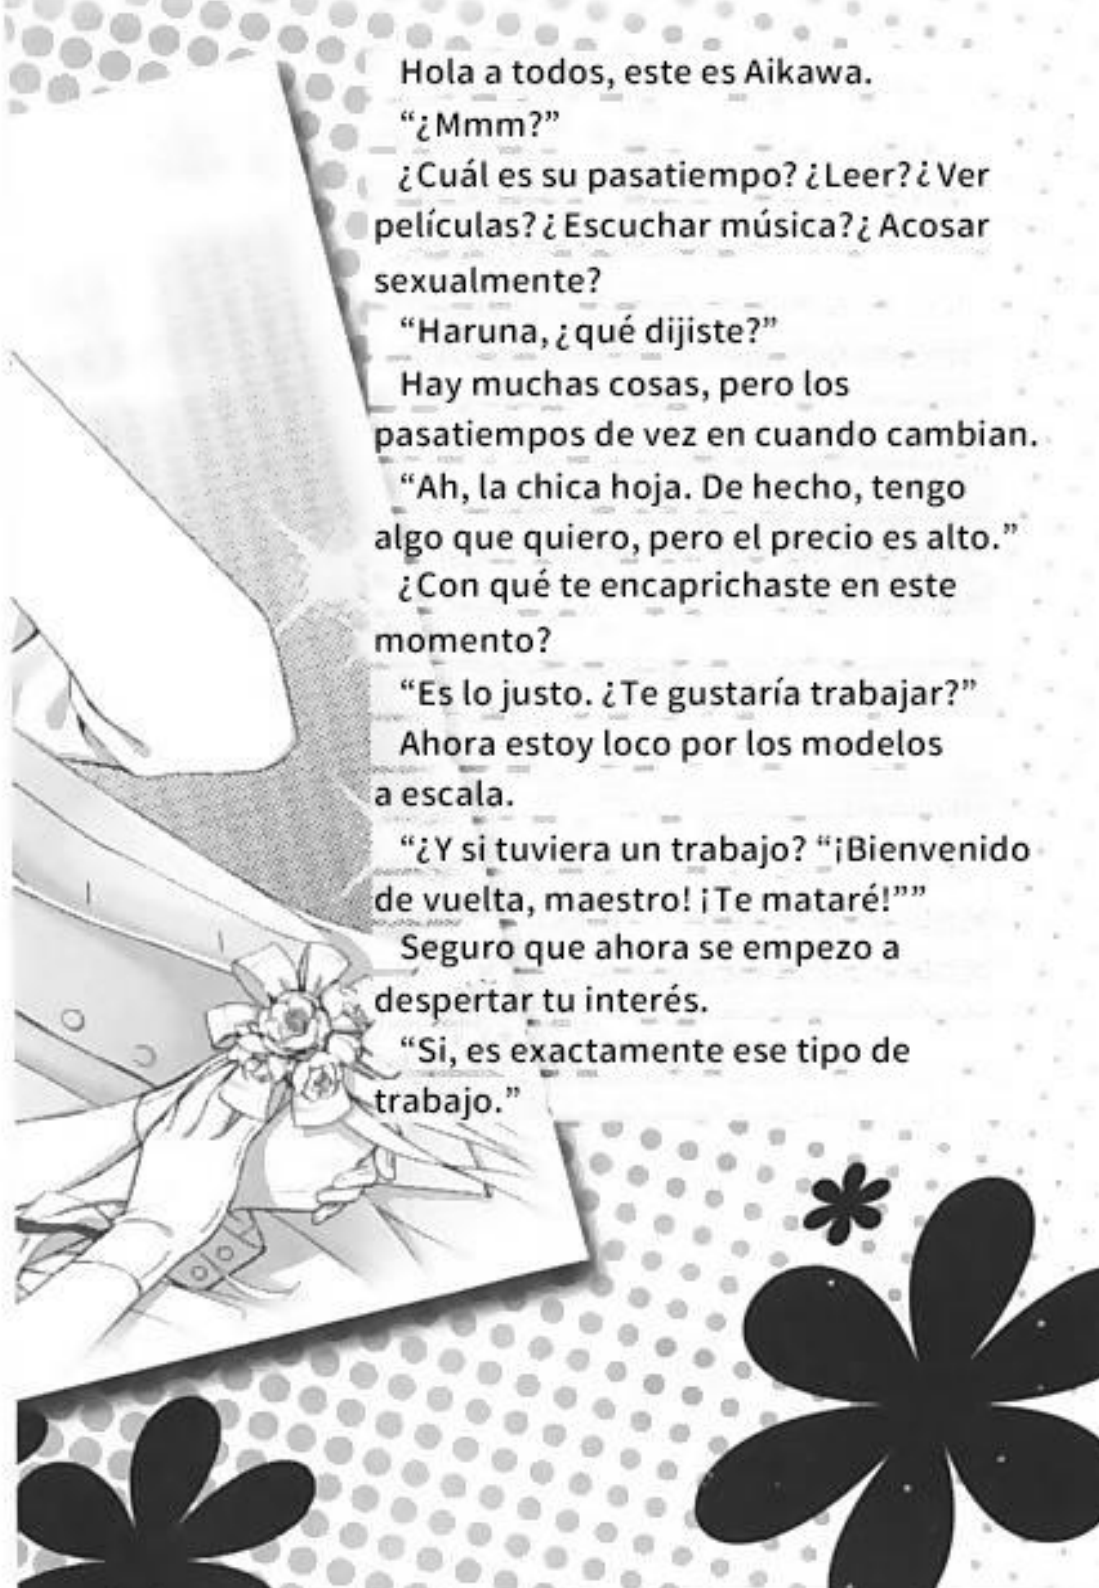 Hola a todos, este es Aikawa.
“¿Mmm?”
¿Cuál es su pasatiempo? ¿Leer?¿ Ver
películas?¿ Escuchar música?¿ Acosar
sexualmente?
“Haruna, ¿qué dijiste?”
Hay muchas cosas, pero los
pasatiempos de vez en cuando cambian.
“Ah, la chica hoja. De hecho, tengo
algo que quiero, pero el precio es alto.”
¿Con qué te encaprichaste en este
momento?
“Es lo justo. ¿Te gustaría trabajar?”
Ahora estoy loco por los modelos
a escala.
“¿Y si tuviera un trabajo? “¡Bienvenido
de vuelta, maestro! ¡Te mataré!””
Seguro que ahora se empezo a
despertar tu interés.
“Si, es exactamente ese tipo de
trabajo.”